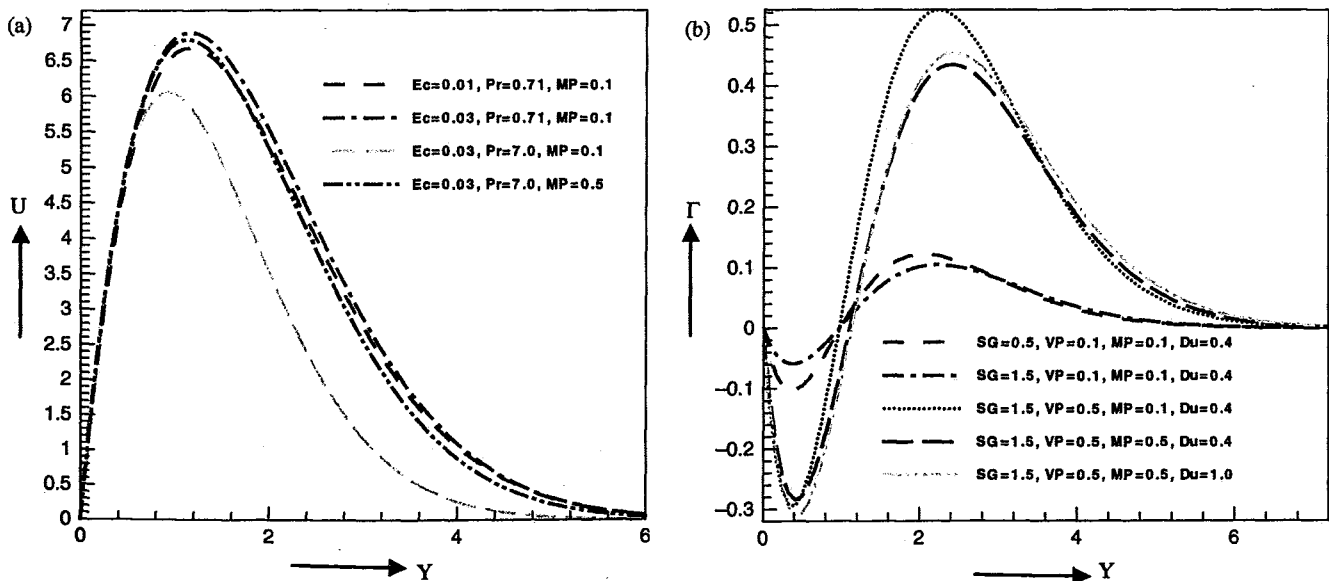 (a)
7
6.5
6
5.5
5
4.5
4
3.5
3
2.5
2
1.5
1
0.5
0
U
0 2 4 6
Y
Ec=0.01, Pr=0.71, MP=0.1
Ec=0.03, Pr=0.71, MP=0.1
Ec=0.03, Pr=7.0, MP=0.1
Ec=0.03, Pr=7.0, MP=0.5
(b)
0.5
0.4
0.3
0.2
0.1
0
−0.1
−0.2
−0.3
Γ
0 2 4 6
Y
SG=0.5, VP=0.1, MP=0.1, Du=0.4
SG=1.5, VP=0.1, MP=0.1, Du=0.4
SG=1.5, VP=0.5, MP=0.1, Du=0.4
SG=1.5, VP=0.5, MP=0.5, Du=0.4
SG=1.5, VP=0.5, MP=0.5, Du=1.0